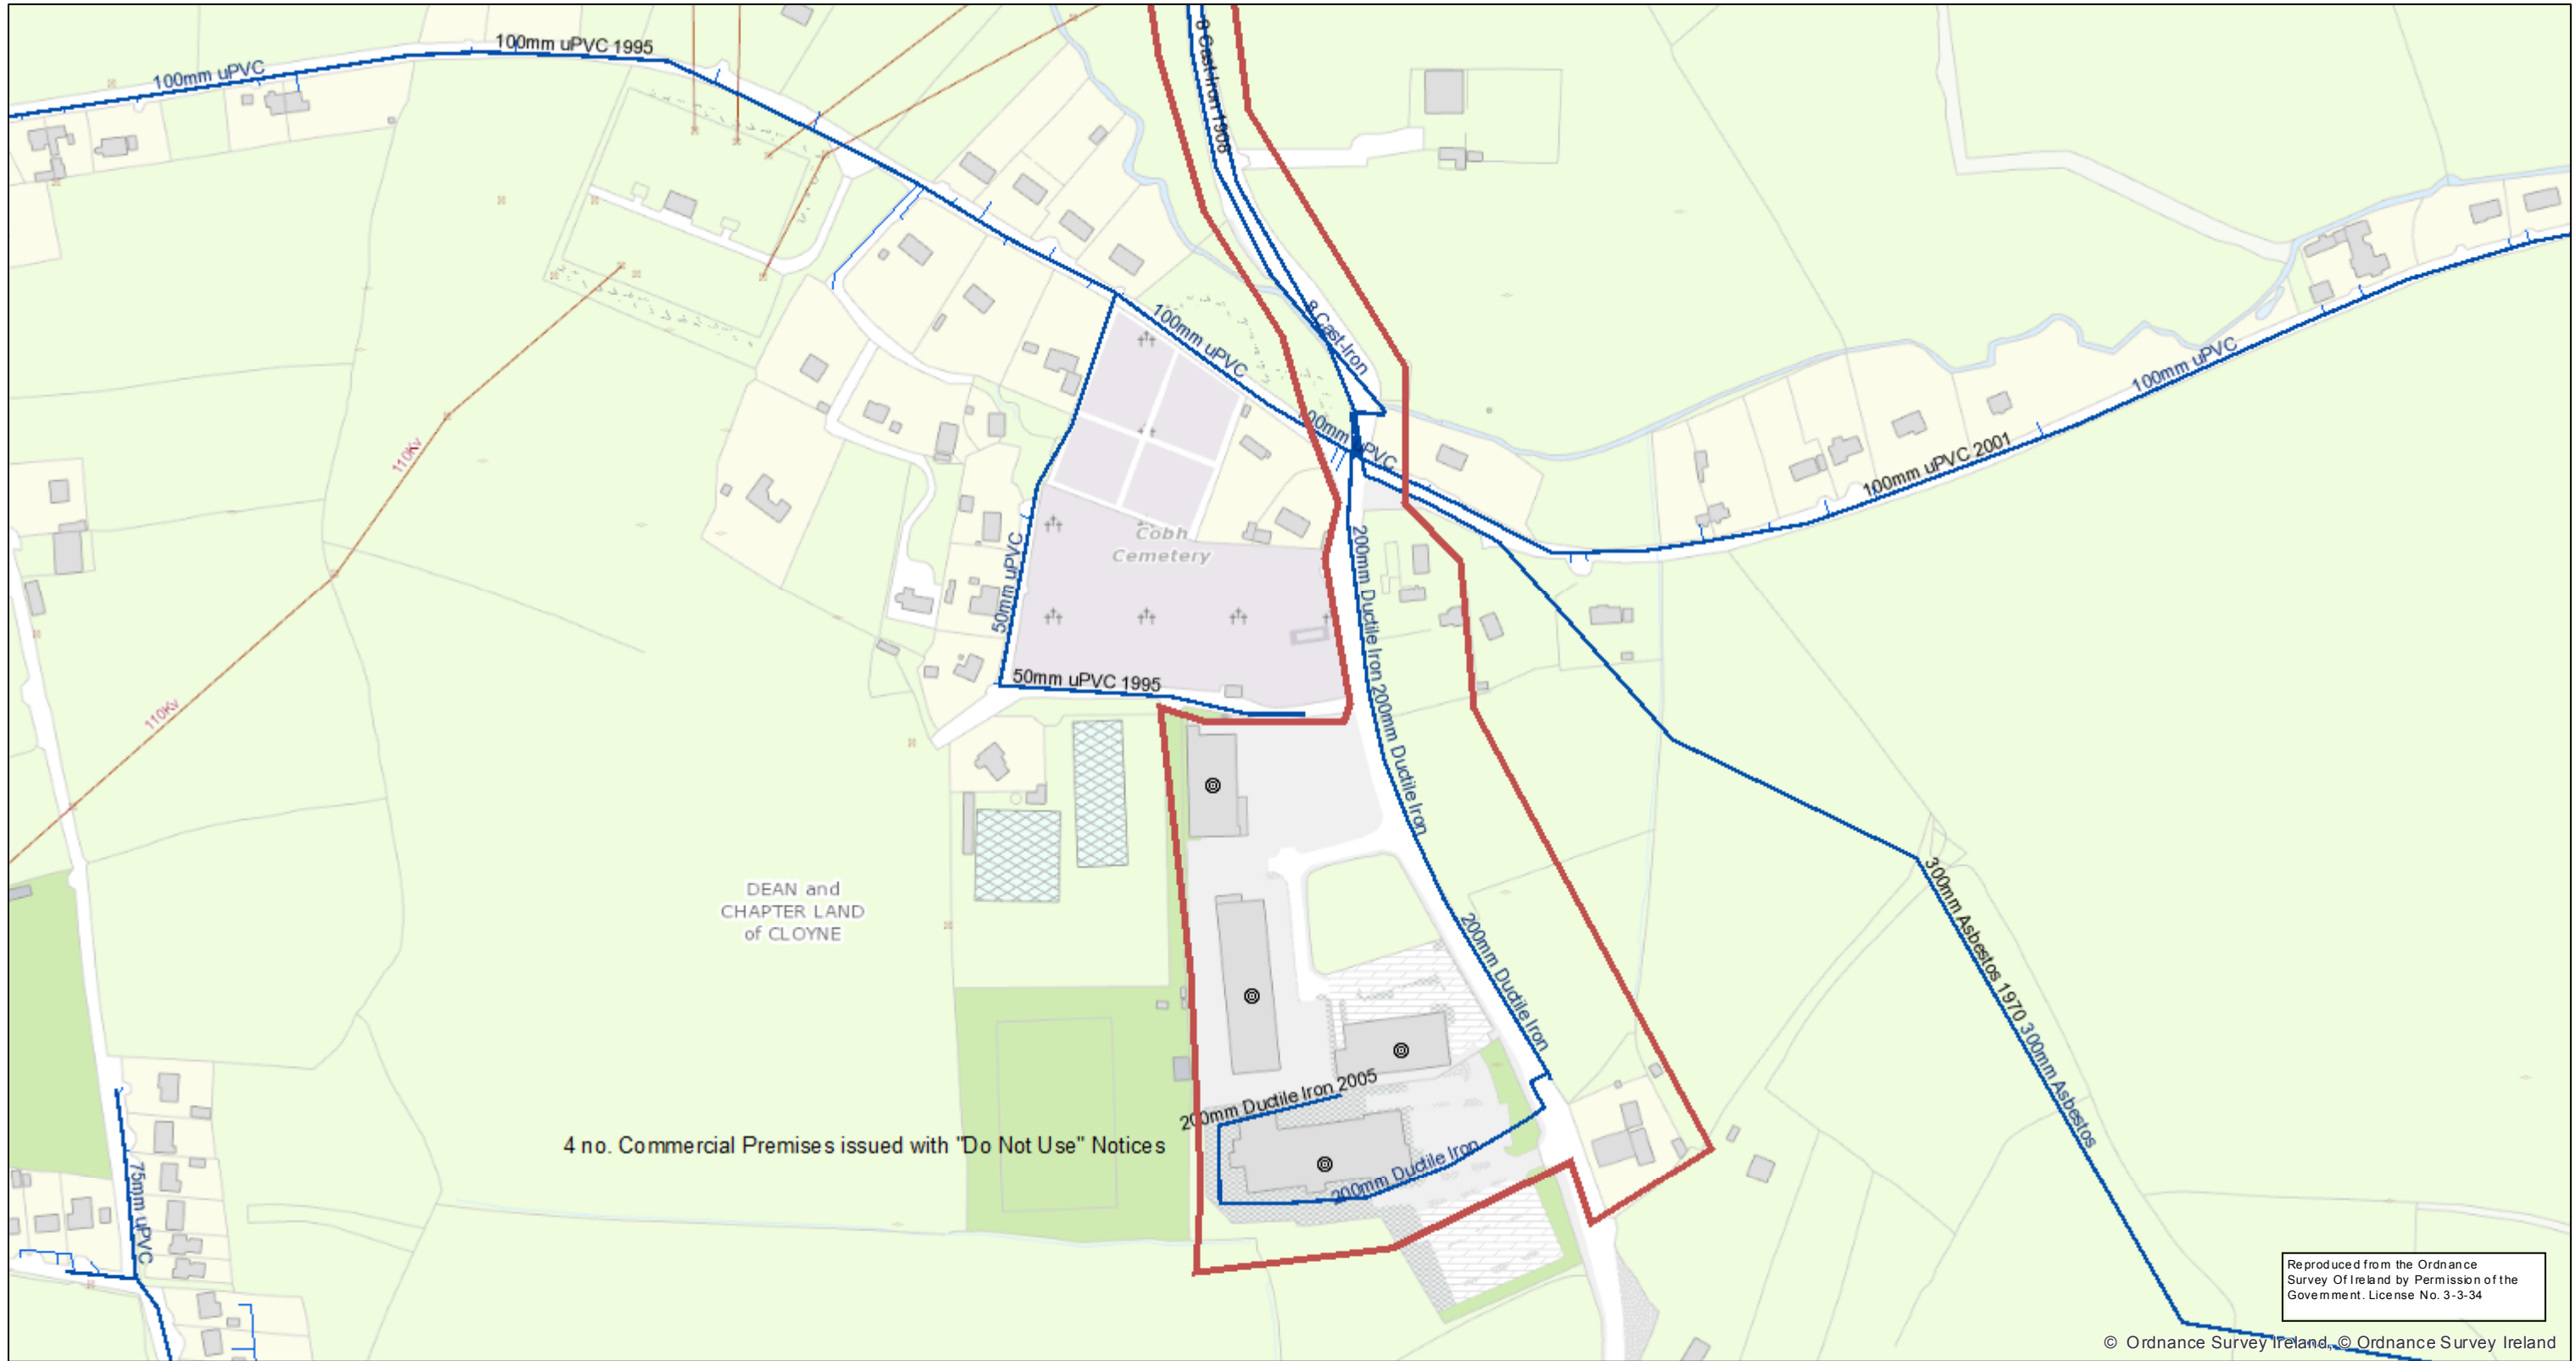 100mm uPVC
100mm uPVC 1995
8 Cast-Iron 1908
8 Cast-Iron
100mm uPVC
00mm uPVC
100mm uPVC
100mm uPVC 2001
110Kv
Cobh
Cemetery
50mm uPVC
50mm uPVC 1995
200mm Ductile Iron 200mm Ductile Iron
110Kv
DEAN and
CHAPTER LAND
of CLOYNE
200mm Ductile Iron
300mm Asbestos 1970 300mm Asbestos
200mm Ductile Iron 2005
4 no. Commercial Premises issued with "Do Not Use" Notices
200mm Ductile Iron
75mm uPVC
Reproduced from the Ordnance
Survey Of Ireland by Permission of the
Government. License No. 3-3-34
© Ordnance Survey Ireland, © Ordnance Survey Ireland